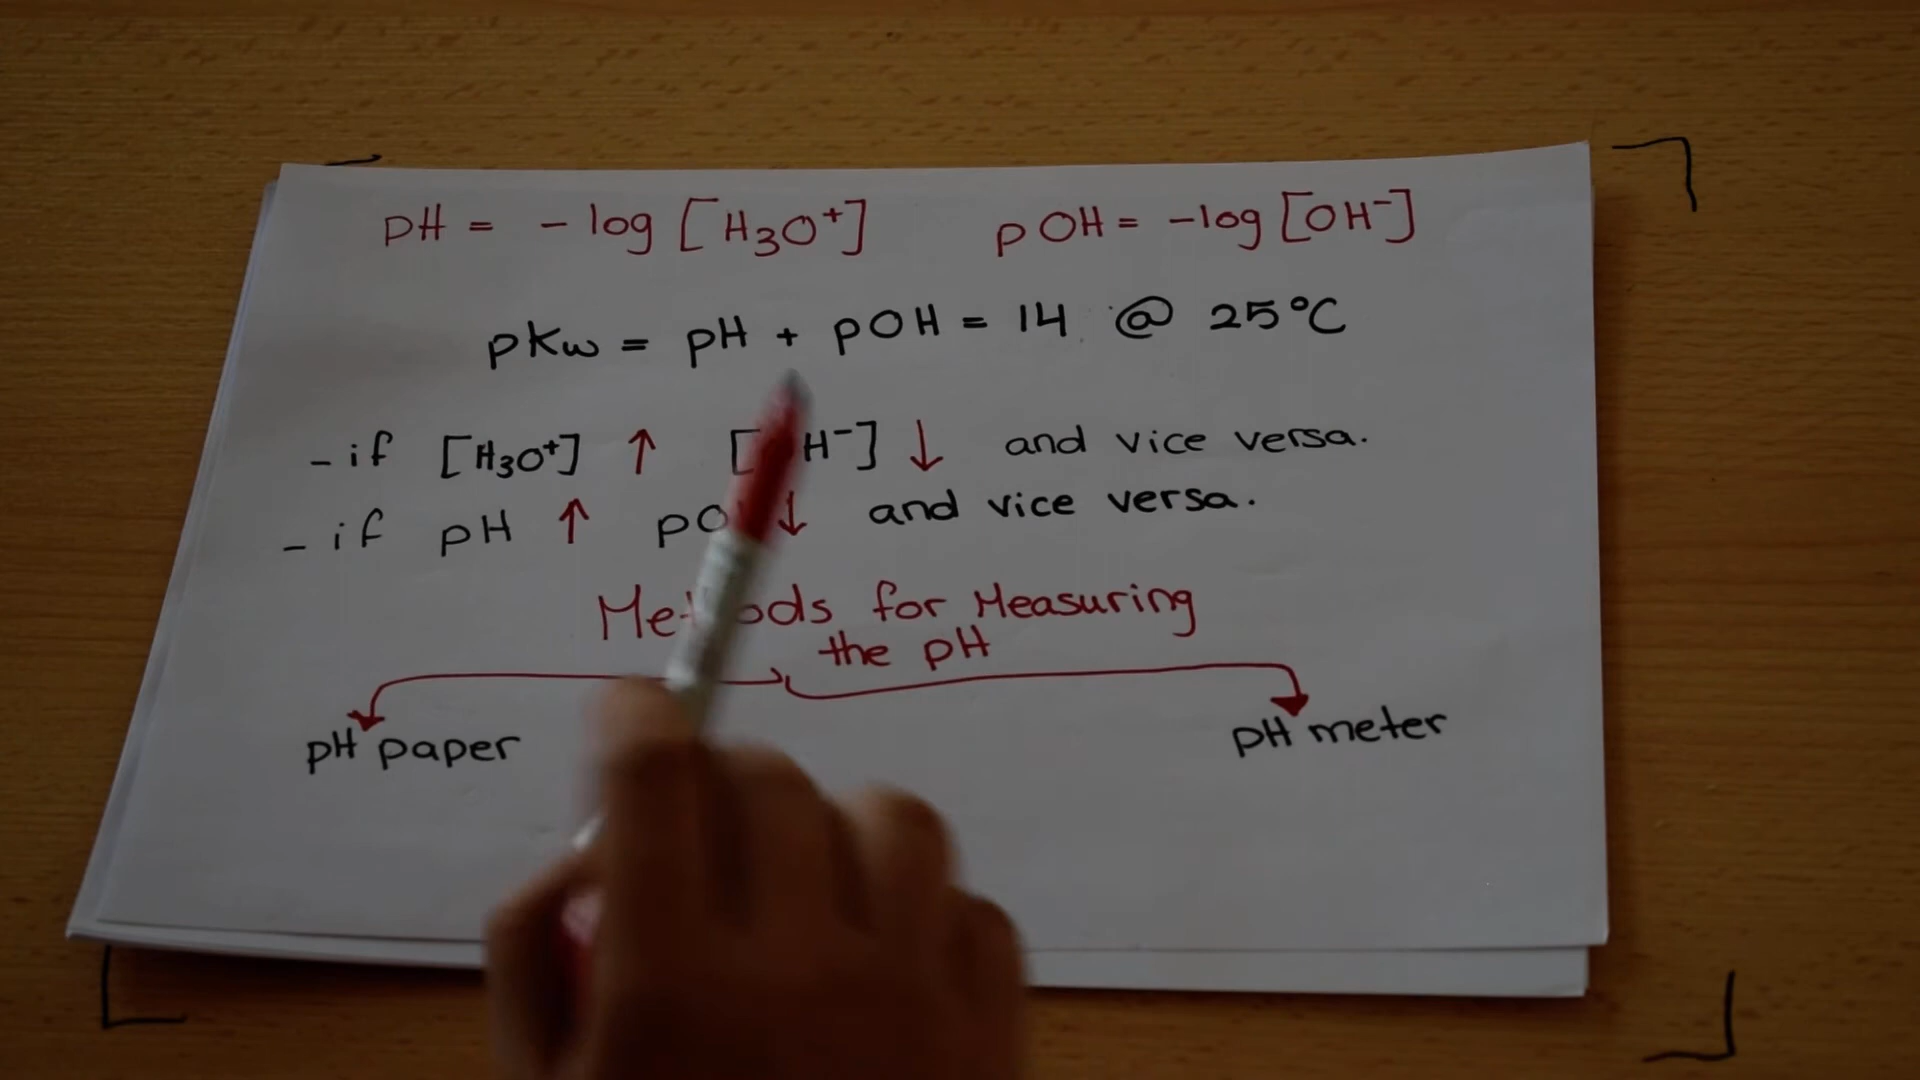 pH = - log [H3O+] pOH = -log [OH-]
pKw = pH + pOH = 14 @ 25°C
- if [H3O+] ↑ [ H-] ↓ and vice versa.
- if pH ↑ ↓ and vice versa.
for Measuring
the pH
pH paper pH meter